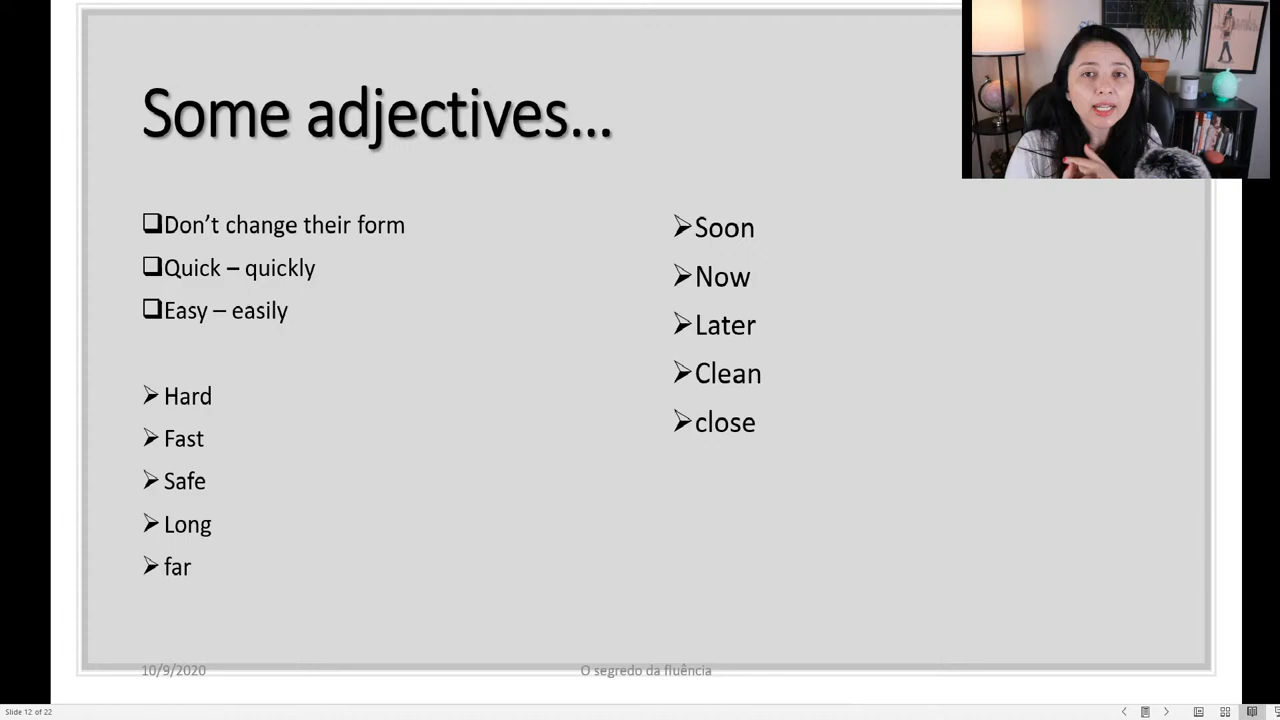 Some adjectives...
Don't change their form
Quick – quickly
Easy – easily
Hard
Fast
Safe
Long
far
Soon
Now
Later
Clean
close
10/9/2020
O segredo da fluência
Slide 12 of 22